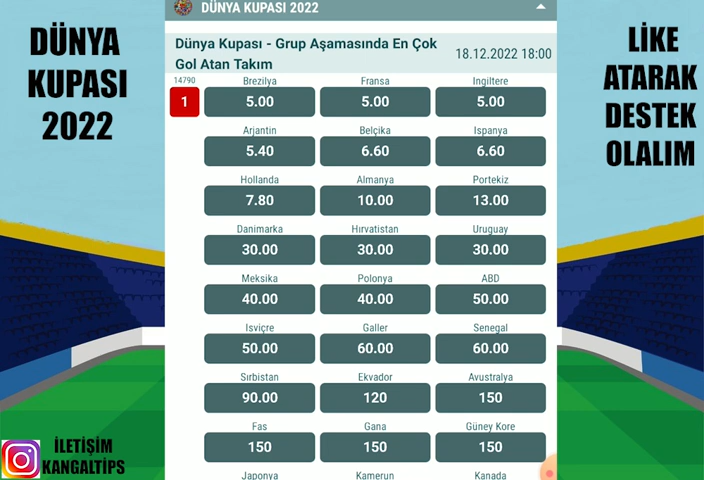 DÜNYA
KUPASI
2022
DÜNYA KUPASI 2022
Dünya Kupası - Grup Aşamasında En Çok
Gol Atan Takım
18.12.2022 18:00
14790
1
Brezilya Fransa Ingiltere
5.00 5.00 5.00
Arjantin Belçika Ispanya
5.40 6.60 6.60
Hollanda Almanya Portekiz
7.80 10.00 13.00
Danimarka Hırvatistan Uruguay
30.00 30.00 30.00
Meksika Polonya ABD
40.00 40.00 50.00
Isviçre Galler Senegal
50.00 60.00 60.00
Sırbistan Ekvador Avustralya
90.00 120 150
Fas Gana Güney Kore
150 150 150
Japonya Kamerun Kanada
LİKE
ATARAK
DESTEK
OLALIM
İLETİŞİM
KANGALTİPS